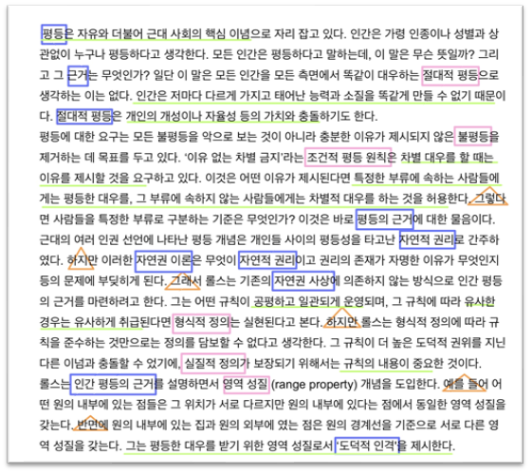 평등은 자유와 더불어 근대 사회의 핵심 이념으로 자리 잡고 있다. 인간은 가령 인종이나 성별과 상
관없이 누구나 평등하다고 생각한다. 모든 인간은 평등하다고 말하는데, 이 말은 무슨 뜻일까? 그리
고 그 근거는 무엇인가? 일단 이 말은 모든 인간을 모든 측면에서 똑같이 대우하는 절대적 평등으로
생각하는 이는 없다. 인간은 저마다 다르게 가지고 태어난 능력과 소질을 똑같게 만들 수 없기 때문이
다. 절대적 평등은 개인의 개성이나 자율성 등의 가치와 충돌하기도 한다.
평등에 대한 요구는 모든 불평등을 악으로 보는 것이 아니라 충분한 이유가 제시되지 않은 불평등을
제거하는 데 목표를 두고 있다. '이유 없는 차별 금지'라는 조건적 평등 원칙은 차별 대우를 할 때는
이유를 제시할 것을 요구하고 있다. 이것은 어떤 이유가 제시된다면 특정한 부류에 속하는 사람들에
게는 평등한 대우를, 그 부류에 속하지 않는 사람들에게는 차별적 대우를 하는 것을 허용한다. 그렇다
면 사람들을 특정한 부류로 구분하는 기준은 무엇인가? 이것은 바로 평등의 근거에 대한 물음이다.
근대의 여러 인권 선언에 나타난 평등 개념은 개인들 사이의 평등성을 타고난 자연적 권리로 간주하
였다. 하지만 이러한 자연권 이론은 무엇이 자연적 권리이고 권리의 존재가 자명한 이유가 무엇인지
등의 문제에 부딪히게 된다. 그래서 롤스는 기존의 자연권 사상에 의존하지 않는 방식으로 인간 평등
의 근거를 마련하려고 한다. 그는 어떤 규칙이 공평하고 일관되게 운영되며, 그 규칙에 따라 유사한
경우는 유사하게 취급된다면 형식적 정의는 실현된다고 본다. 하지만 롤스는 형식적 정의에 따라 규
칙을 준수하는 것만으로는 정의를 담보할 수 없다고 생각한다. 그 규칙이 더 높은 도덕적 권위를 지닌
다른 이념과 충돌할 수 있기에, 실질적 정의가 보장되기 위해서는 규칙의 내용이 중요한 것이다.
롤스는 인간 평등의 근거를 설명하면서 영역 성질 (range property) 개념을 도입한다. 예를 들어 어
떤 원의 내부에 있는 점들은 그 위치가 서로 다르지만 원의 내부에 있다는 점에서 동일한 영역 성질을
갖는다. 반면에 원의 내부에 있는 점과 원의 외부에 였는 점은 원의 경계선을 기준으로 서로 다른 영
역 성질을 갖는다. 그는 평등한 대우를 받기 위한 영역 성질로서 '도덕적 인격'을 제시한다.